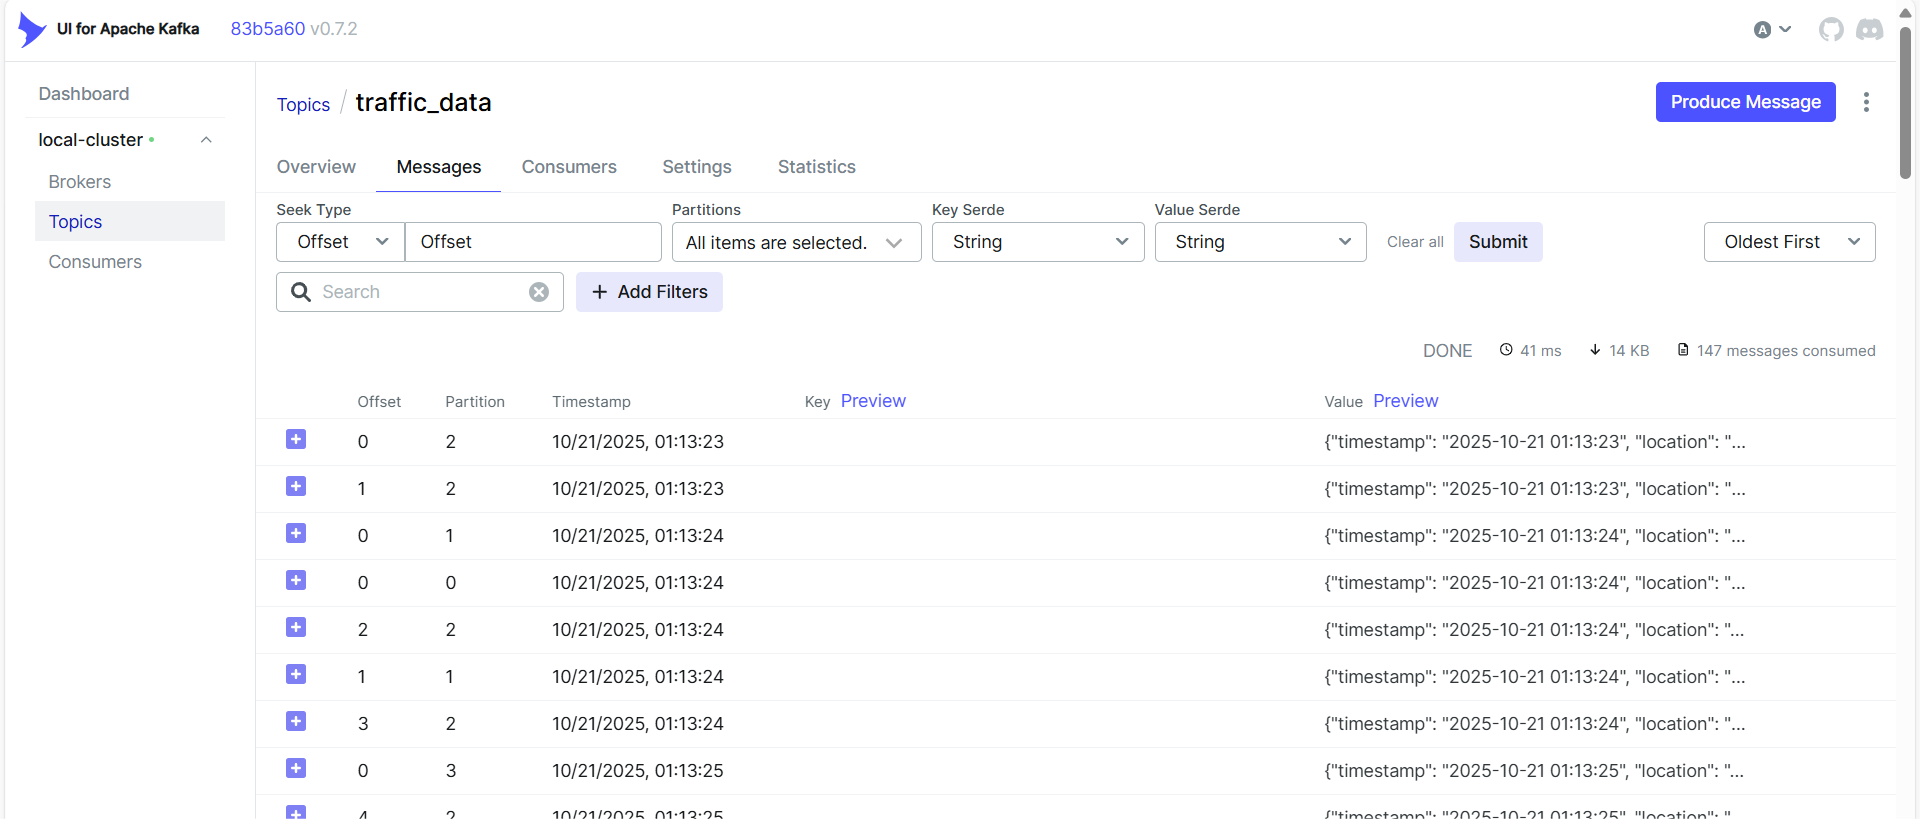 UI for Apache Kafka 83b5a60 v0.7.2 A
Dashboard
local-cluster
Brokers
Topics
Consumers
Topics / traffic_data
Produce Message
Overview Messages Consumers Settings Statistics
Seek Type Partitions Key Serde Value Serde
Offset Offset All items are selected. String String Clear all Submit Oldest First
Search + Add Filters
DONE 41 ms 14 KB 147 messages consumed
Offset Partition Timestamp Key Preview Value Preview
0 2 10/21/2025, 01:13:23 {"timestamp": "2025-10-21 01:13:23", "location": "...
1 2 10/21/2025, 01:13:23 {"timestamp": "2025-10-21 01:13:23", "location": "...
0 1 10/21/2025, 01:13:24 {"timestamp": "2025-10-21 01:13:24", "location": "...
0 0 10/21/2025, 01:13:24 {"timestamp": "2025-10-21 01:13:24", "location": "...
2 2 10/21/2025, 01:13:24 {"timestamp": "2025-10-21 01:13:24", "location": "...
1 1 10/21/2025, 01:13:24 {"timestamp": "2025-10-21 01:13:24", "location": "...
3 2 10/21/2025, 01:13:24 {"timestamp": "2025-10-21 01:13:24", "location": "...
0 3 10/21/2025, 01:13:25 {"timestamp": "2025-10-21 01:13:25", "location": "...
4 2 10/21/2025, 01:13:25 {"timestamp": "2025-10-21 01:13:25", "location": "...